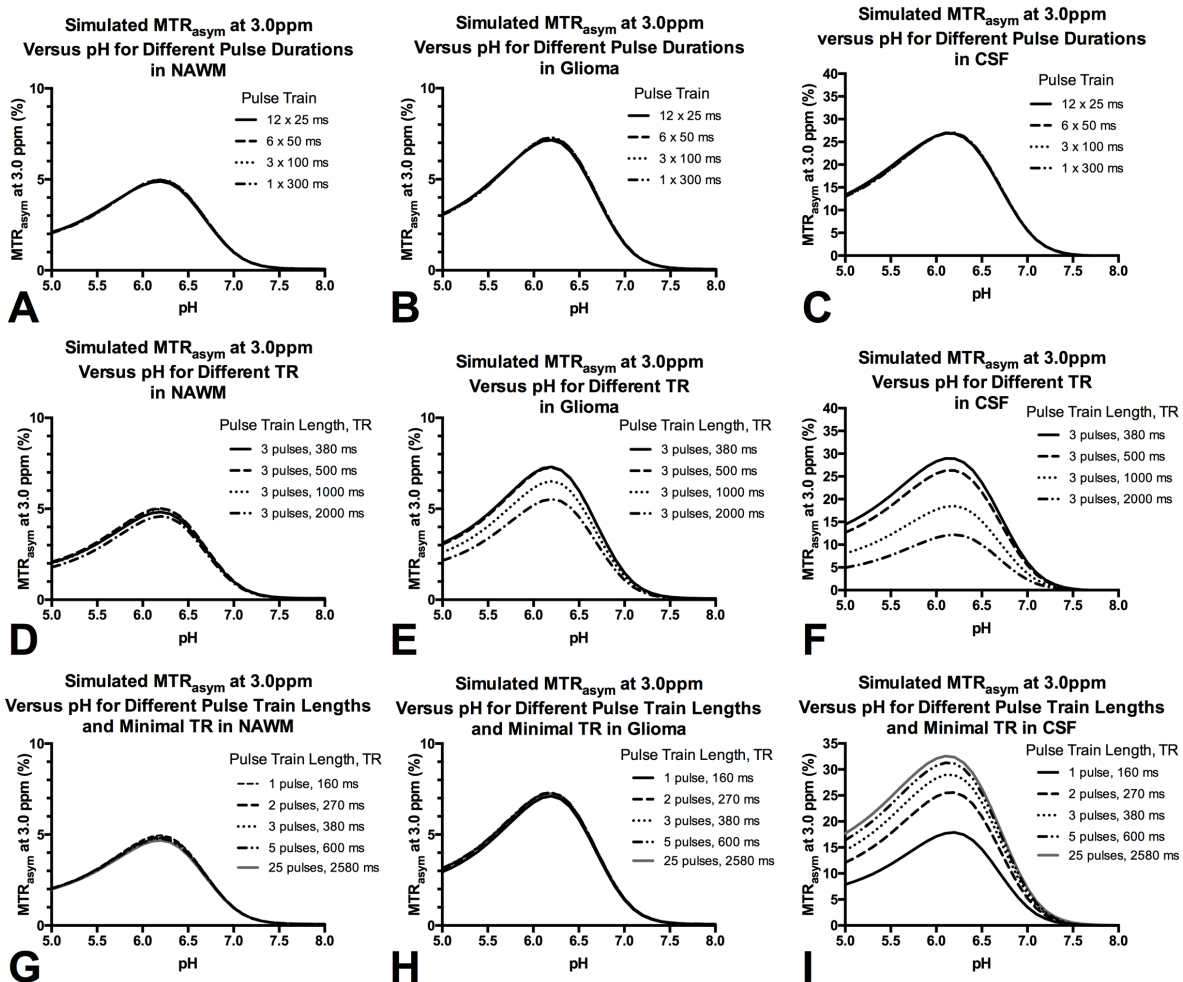 Simulated MTRasym at 3.0ppm
Versus pH for Different Pulse Durations
in NAWM
MTRasym at 3.0 ppm (%)
10
5
0
Pulse Train
12 x 25 ms
6 x 50 ms
3 x 100 ms
1 x 300 ms
5.0 5.5 6.0 6.5 7.0 7.5 8.0
pH
A
Simulated MTRasym at 3.0ppm
Versus pH for Different Pulse Durations
in Glioma
MTRasym at 3.0 ppm (%)
10
5
0
Pulse Train
12 x 25 ms
6 x 50 ms
3 x 100 ms
1 x 300 ms
5.0 5.5 6.0 6.5 7.0 7.5 8.0
pH
B
Simulated MTRasym at 3.0ppm
versus pH for Different Pulse Durations
in CSF
MTRasym at 3.0 ppm (%)
40
35
30
25
20
15
10
5
0
Pulse Train
12 x 25 ms
6 x 50 ms
3 x 100 ms
1 x 300 ms
5.0 5.5 6.0 6.5 7.0 7.5 8.0
pH
C
Simulated MTRasym at 3.0ppm
Versus pH for Different TR
in NAWM
MTRasym at 3.0 ppm (%)
10
5
0
Pulse Train Length, TR
3 pulses, 380 ms
3 pulses, 500 ms
3 pulses, 1000 ms
3 pulses, 2000 ms
5.0 5.5 6.0 6.5 7.0 7.5 8.0
pH
D
Simulated MTRasym at 3.0ppm
Versus pH for Different TR
in Glioma
MTRasym at 3.0 ppm (%)
10
5
0
Pulse Train Length, TR
3 pulses, 380 ms
3 pulses, 500 ms
3 pulses, 1000 ms
3 pulses, 2000 ms
5.0 5.5 6.0 6.5 7.0 7.5 8.0
pH
E
Simulated MTRasym at 3.0ppm
Versus pH for Different TR
in CSF
MTRasym at 3.0 ppm (%)
40
35
30
25
20
15
10
5
0
Pulse Train Length, TR
3 pulses, 380 ms
3 pulses, 500 ms
3 pulses, 1000 ms
3 pulses, 2000 ms
5.0 5.5 6.0 6.5 7.0 7.5 8.0
pH
F
Simulated MTRasym at 3.0ppm
Versus pH for Different Pulse Train Lengths
and Minimal TR in NAWM
MTRasym at 3.0 ppm (%)
10
5
0
Pulse Train Length, TR
1 pulse, 160 ms
2 pulses, 270 ms
3 pulses, 380 ms
5 pulses, 600 ms
25 pulses, 2580 ms
5.0 5.5 6.0 6.5 7.0 7.5 8.0
pH
G
Simulated MTRasym at 3.0ppm
Versus pH for Different Pulse Train Lengths
and Minimal TR in Glioma
MTRasym at 3.0 ppm (%)
10
5
0
Pulse Train Length, TR
1 pulse, 160 ms
2 pulses, 270 ms
3 pulses, 380 ms
5 pulses, 600 ms
25 pulses, 2580 ms
5.0 5.5 6.0 6.5 7.0 7.5 8.0
pH
H
Simulated MTRasym at 3.0ppm
Versus pH for Different Pulse Train Lengths
and Minimal TR in CSF
MTRasym at 3.0 ppm (%)
35
30
25
20
15
10
5
0
Pulse Train Length, TR
1 pulse, 160 ms
2 pulses, 270 ms
3 pulses, 380 ms
5 pulses, 600 ms
25 pulses, 2580 ms
5.0 5.5 6.0 6.5 7.0 7.5 8.0
pH
I